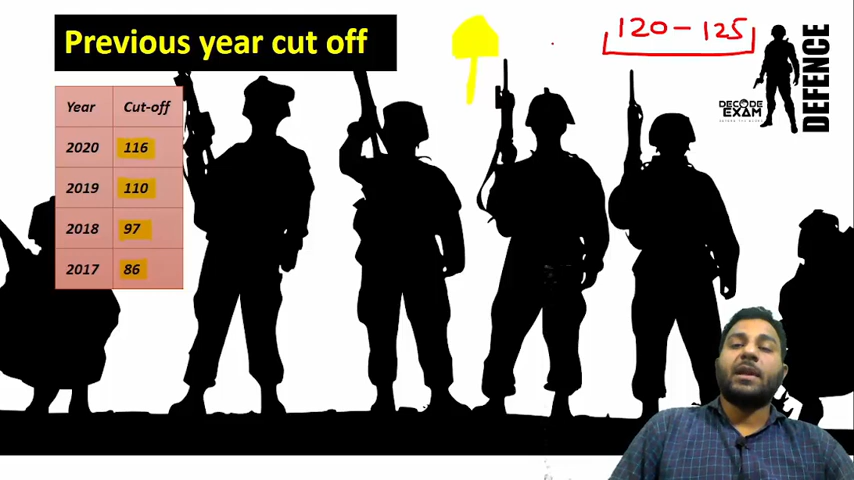 Previous year cut off
120 - 125
DECODE
EXAM
DEFENCE
Year Cut-off
2020 116
2019 110
2018 97
2017 86